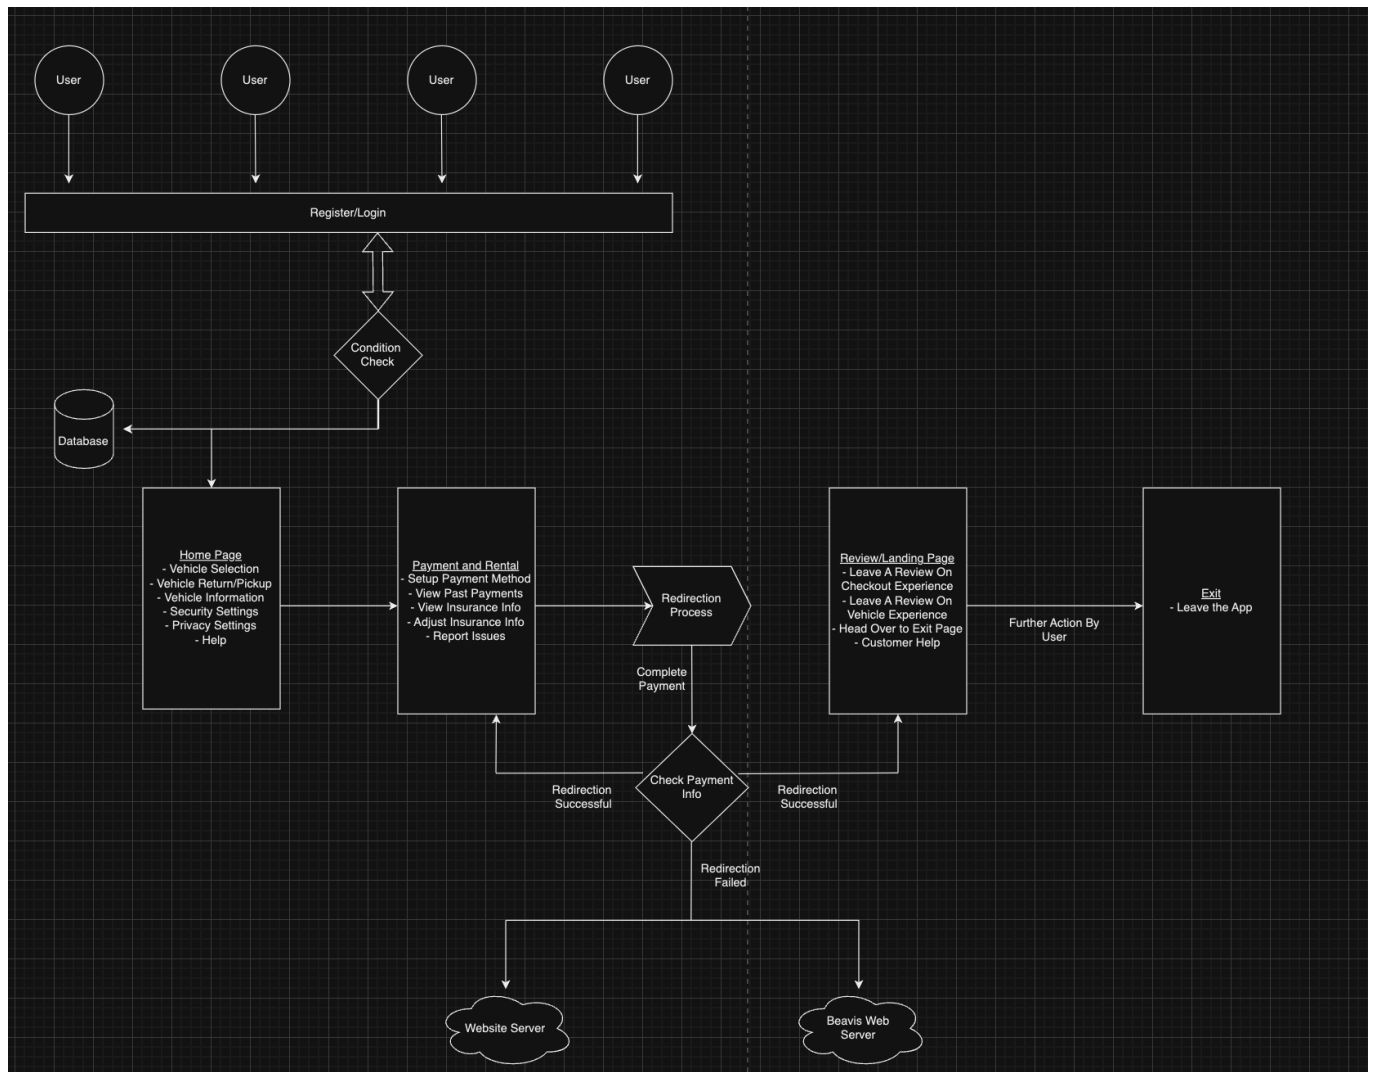 User
User
User
User
Register/Login
Condition
Check
Database
Home Page
- Vehicle Selection
- Vehicle Return/Pickup
- Vehicle Information
- Security Settings
- Privacy Settings
- Help
Payment and Rental
- Setup Payment Method
- View Past Payments
- View Insurance Info
- Adjust Insurance Info
- Report Issues
Redirection
Process
Review/Landing Page
- Leave A Review On
Checkout Experience
- Leave A Review On
Vehicle Experience
- Head Over to Exit Page
- Customer Help
Further Action By
User
Exit
- Leave the App
Complete
Payment
Check Payment
Info
Redirection
Successful
Redirection
Successful
Redirection
Failed
Website Server
Beavis Web
Server